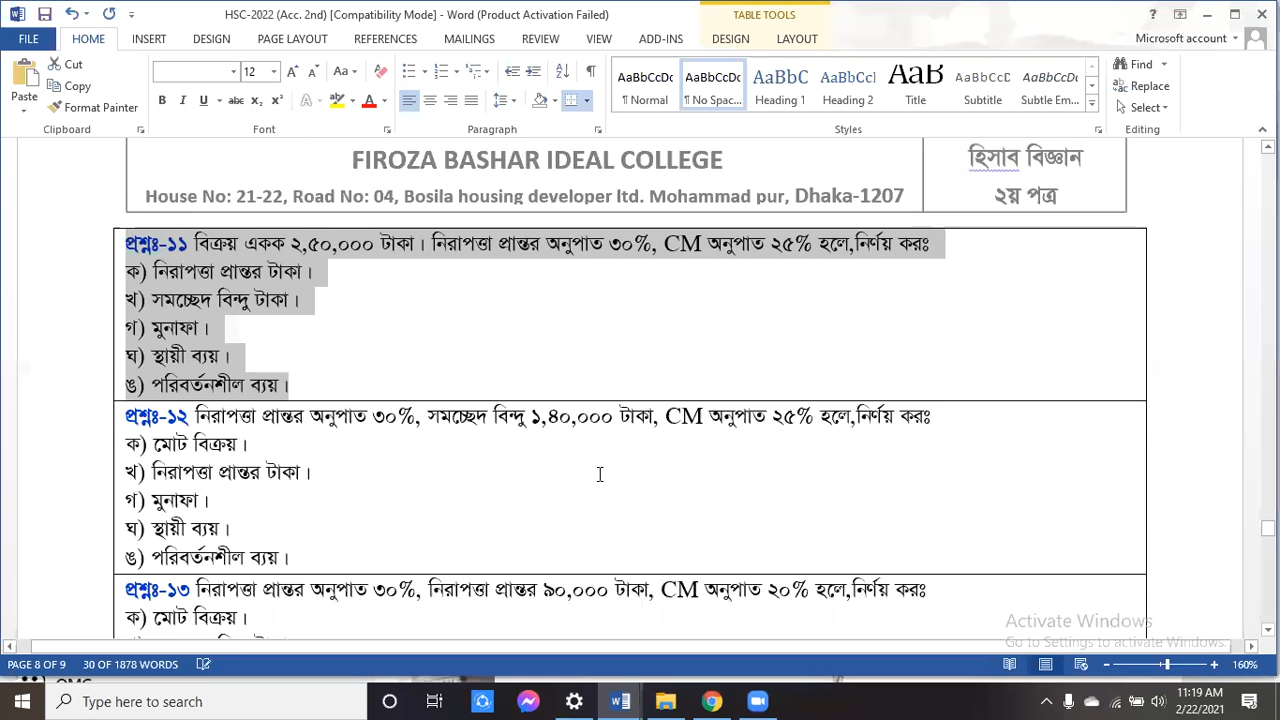 HSC-2022 (Acc. 2nd) [Compatibility Mode] - Word (Product Activation Failed)
TABLE TOOLS
FILE HOME INSERT DESIGN PAGE LAYOUT REFERENCES MAILINGS REVIEW VIEW ADD-INS DESIGN LAYOUT Microsoft account
Cut
Copy
Format Painter
Paste
12
AaBbCcDc AaBbCcDc AaBbC AaBbCc AaB AaBbCcD AaBbCcDc
¶ Normal ¶ No Spac... Heading 1 Heading 2 Title Subtitle Subtle Em...
Find
Replace
Select
Clipboard Font Paragraph Styles Editing
FIROZA BASHAR IDEAL COLLEGE
House No: 21-22, Road No: 04, Bosila housing developer ltd. Mohammad pur, Dhaka-1207
হিসাব বিজ্ঞান
২য় পত্র
প্রশ্নঃ-১১ বিক্রয় একক ২,৫০,০০০ টাকা। নিরাপত্তা প্রান্তর অনুপাত ৩০%, CM অনুপাত ২৫% হলে,নির্ণয় করঃ
ক) নিরাপত্তা প্রান্তর টাকা।
খ) সমচ্ছেদ বিন্দু টাকা।
গ) মুনাফা।
ঘ) স্থায়ী ব্যয়।
ঙ) পরিবর্তনশীল ব্যয়।
প্রশ্নঃ-১২ নিরাপত্তা প্রান্তর অনুপাত ৩০%, সমচ্ছেদ বিন্দু ১,৪০,০০০ টাকা, CM অনুপাত ২৫% হলে,নির্ণয় করঃ
ক) মোট বিক্রয়।
খ) নিরাপত্তা প্রান্তর টাকা।
গ) মুনাফা।
ঘ) স্থায়ী ব্যয়।
ঙ) পরিবর্তনশীল ব্যয়।
প্রশ্নঃ-১৩ নিরাপত্তা প্রান্তর অনুপাত ৩০%, নিরাপত্তা প্রান্তর ৯০,০০০ টাকা, CM অনুপাত ২০% হলে,নির্ণয় করঃ
ক) মোট বিক্রয়।
Activate Windows
Go to Settings to activate Windows.
PAGE 8 OF 9 30 OF 1878 WORDS 160%
Type here to search
11:19 AM
2/22/2021